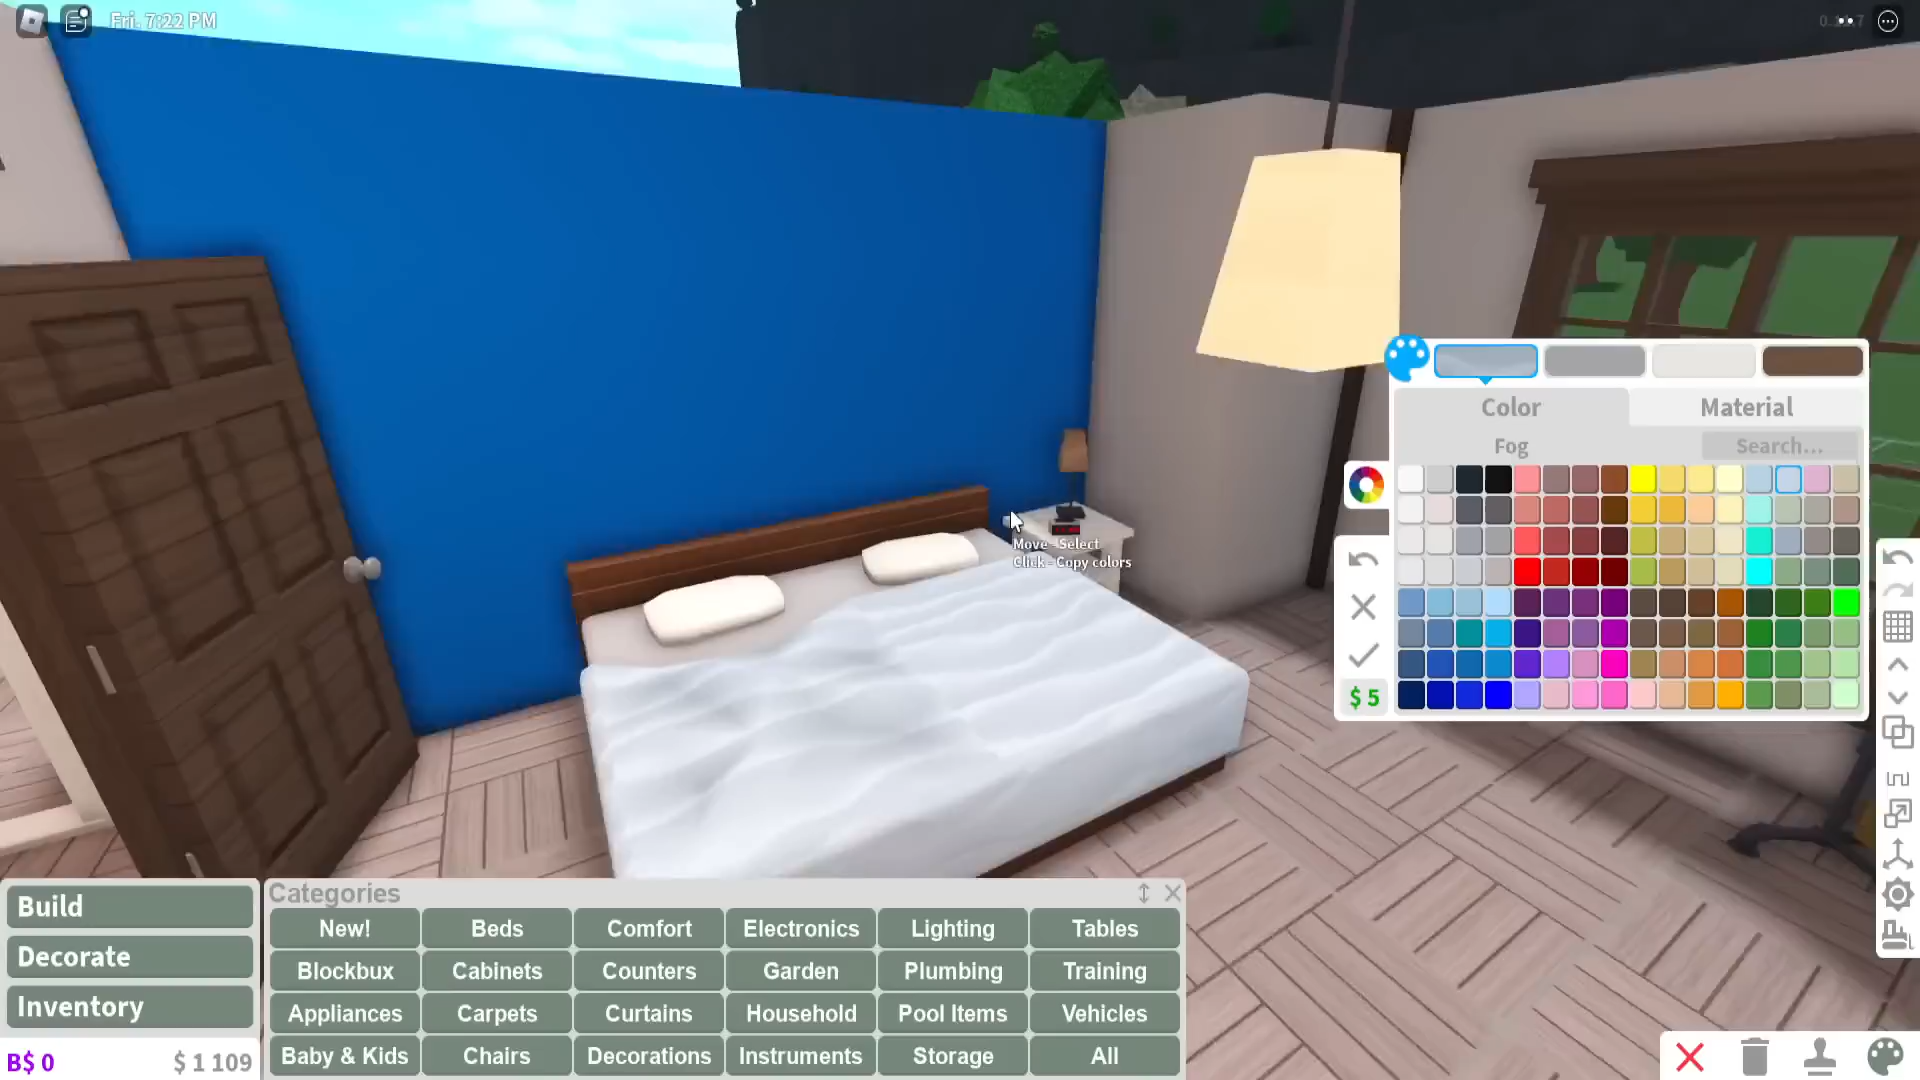 Fri. 7:22 PM
Color
Material
Fog
Search...
Move - Select
Click - Copy colors
$ 5
Build
Decorate
Inventory
B$ 0
$ 1 109
Categories
New!
Beds
Comfort
Electronics
Lighting
Tables
Blockbux
Cabinets
Counters
Garden
Plumbing
Training
Appliances
Carpets
Curtains
Household
Pool Items
Vehicles
Baby & Kids
Chairs
Decorations
Instruments
Storage
All